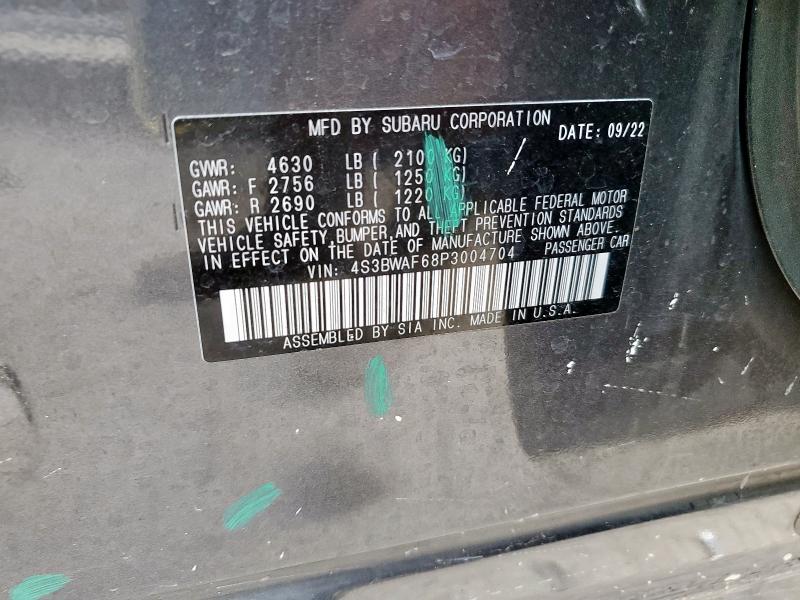 MFD BY SUBARU CORPORATION DATE: 09/22
GVWR: 4630 LB ( 2100 KG)
GAWR: F 2756 LB ( 1250 KG)
GAWR: R 2690 LB ( 1220 KG)
THIS VEHICLE CONFORMS TO ALL APPLICABLE FEDERAL MOTOR
VEHICLE SAFETY, BUMPER, AND THEFT PREVENTION STANDARDS
IN EFFECT ON THE DATE OF MANUFACTURE SHOWN ABOVE.
VIN: 4S3BWAF68P3004704 PASSENGER CAR
ASSEMBLED BY SIA INC. MADE IN U.S.A.